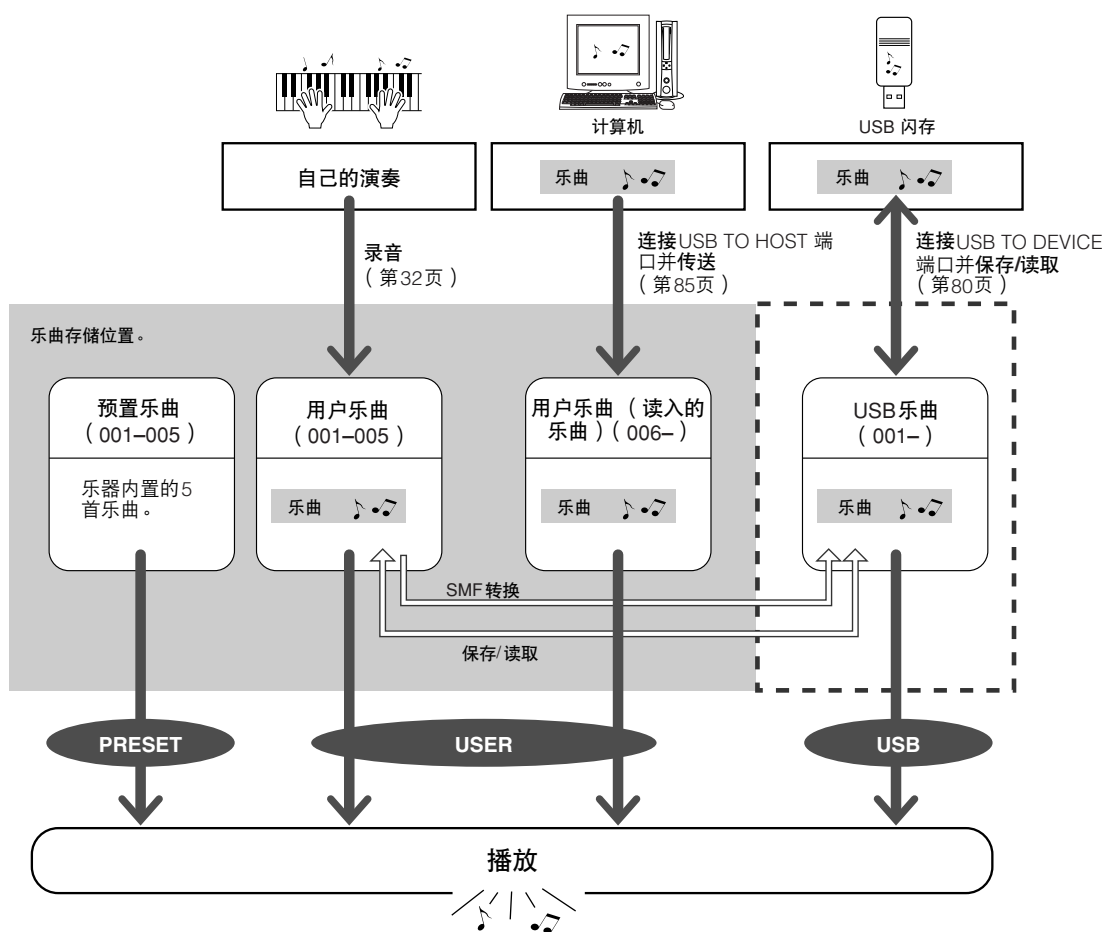 计算机
USB 闪存
自己的演奏
乐曲
乐曲
录音
（第32页）
连接USB TO HOST 端
口并传送
（第85页）
连接USB TO DEVICE
端口并保存/读取
（第80页）
乐曲存储位置。
预置乐曲
（001–005）
乐器内置的5
首乐曲。
用户乐曲
（001–005）
乐曲
用户乐曲（读入的
乐曲）（006–）
乐曲
USB乐曲
（001–）
乐曲
SMF转换
保存/读取
PRESET
USER
USB
播放